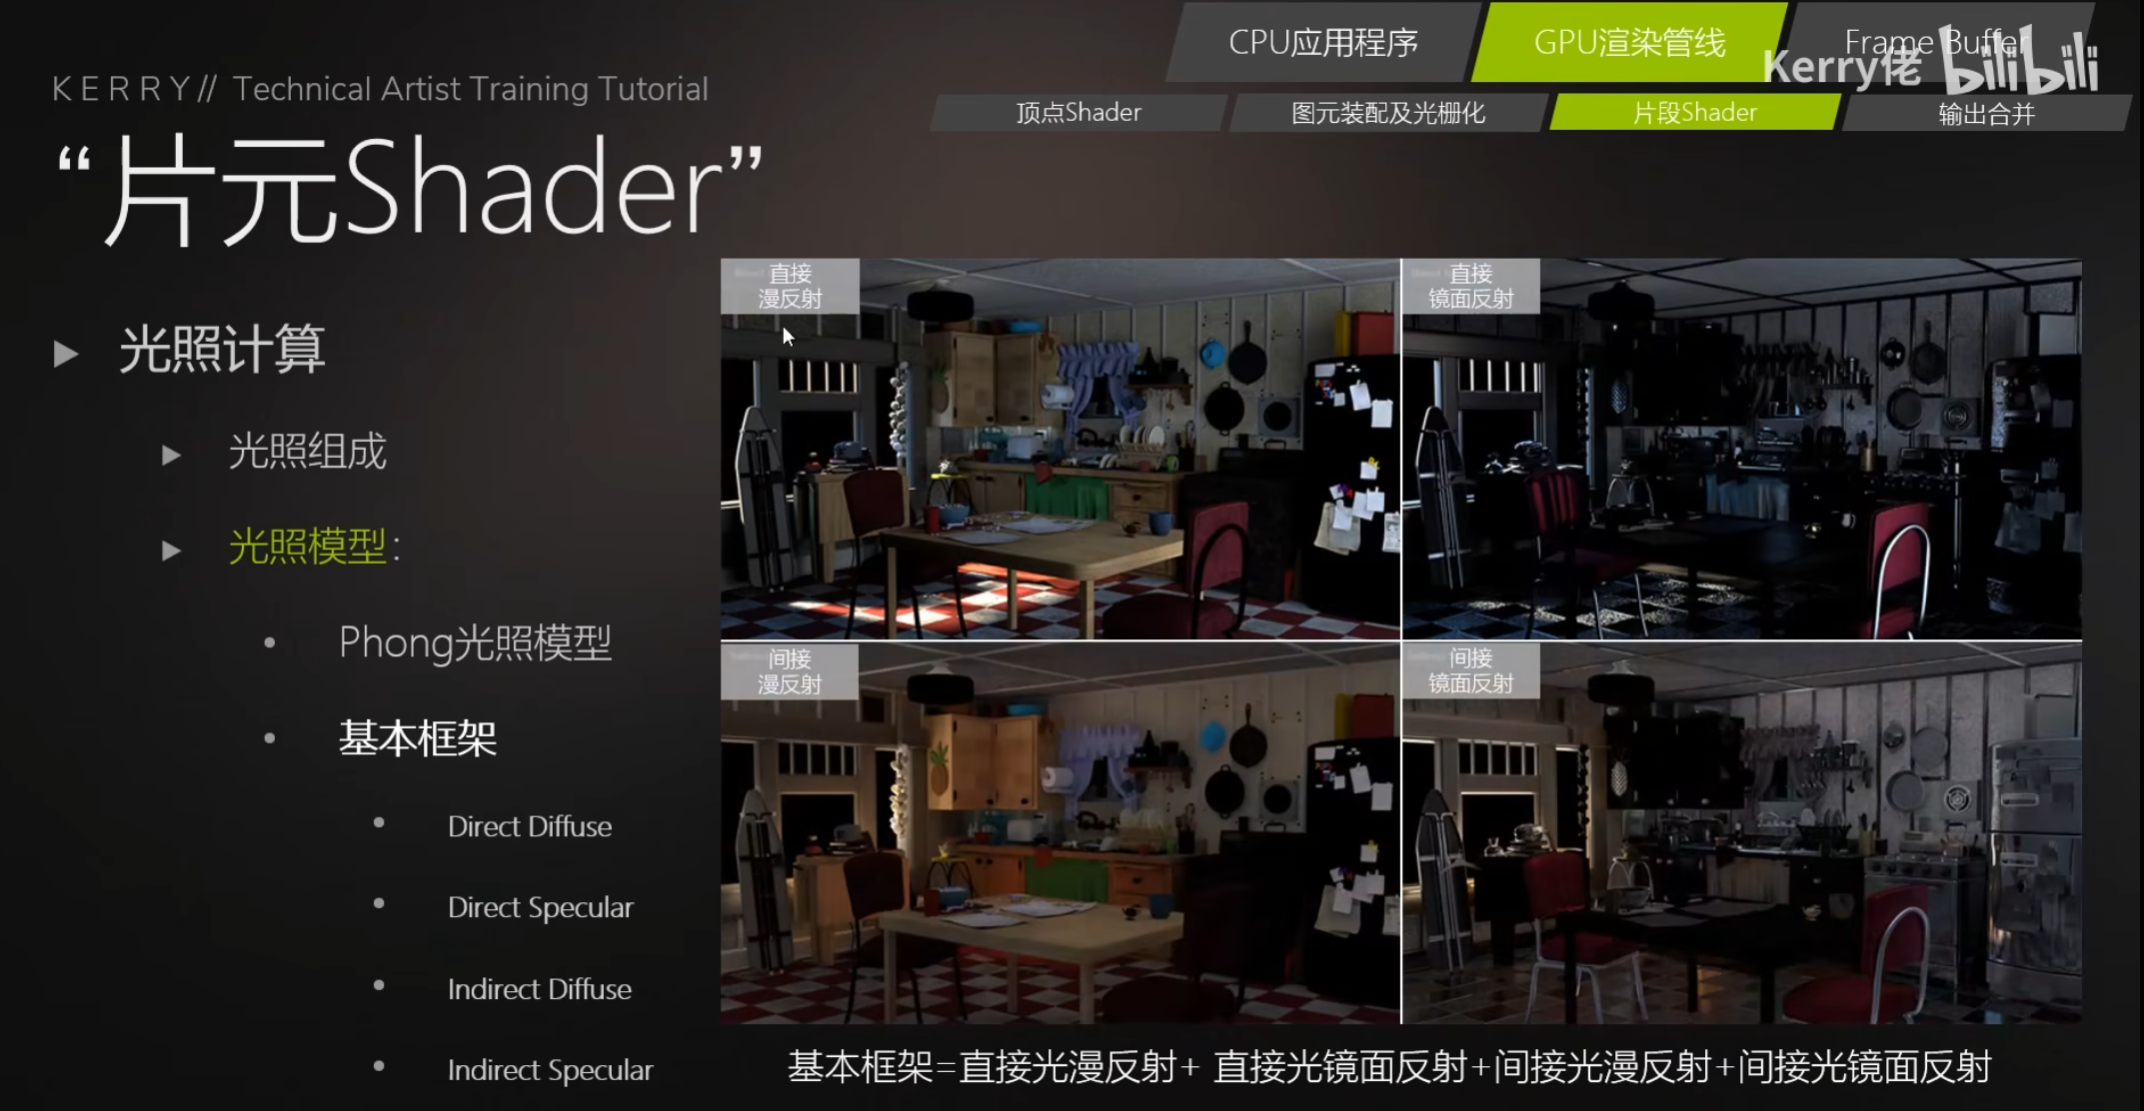 CPU应用程序
GPU渲染管线
Frame Buffer
Kerry佬 bilibili
KERRY// Technical Artist Training Tutorial
顶点Shader
图元装配及光栅化
片段Shader
输出合并
“片元Shader”
光照计算
光照组成
光照模型:
Phong光照模型
基本框架
Direct Diffuse
Direct Specular
Indirect Diffuse
Indirect Specular
直接
漫反射
直接
镜面反射
间接
漫反射
间接
镜面反射
基本框架=直接光漫反射+ 直接光镜面反射+间接光漫反射+间接光镜面反射